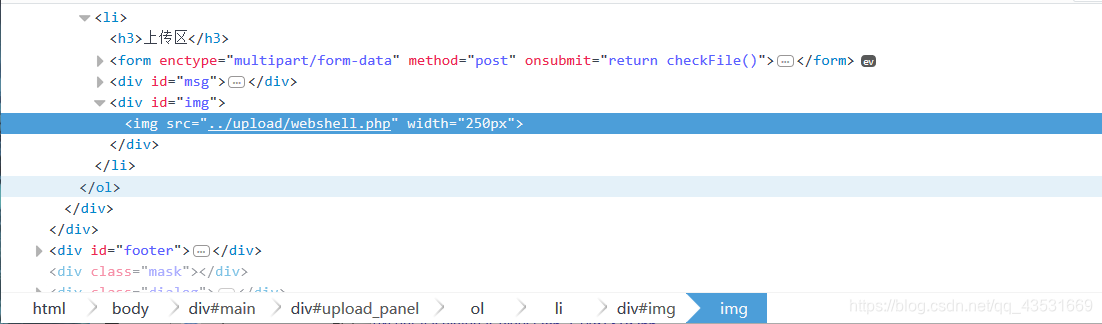 <li>
<h3>上传区</h3>
<form enctype="multipart/form-data" method="post" onsubmit="return checkFile()">…</form> ev
<div id="msg">…</div>
<div id="img">
<img src="../upload/webshell.php" width="250px">
</div>
</li>
</ol>
</div>
</div>
<div id="footer">…</div>
<div class="mask"></div>
<div class="dialog">…</div>
html body div#main div#upload_panel ol li div#img img
https://blog.csdn.net/qq_43531669